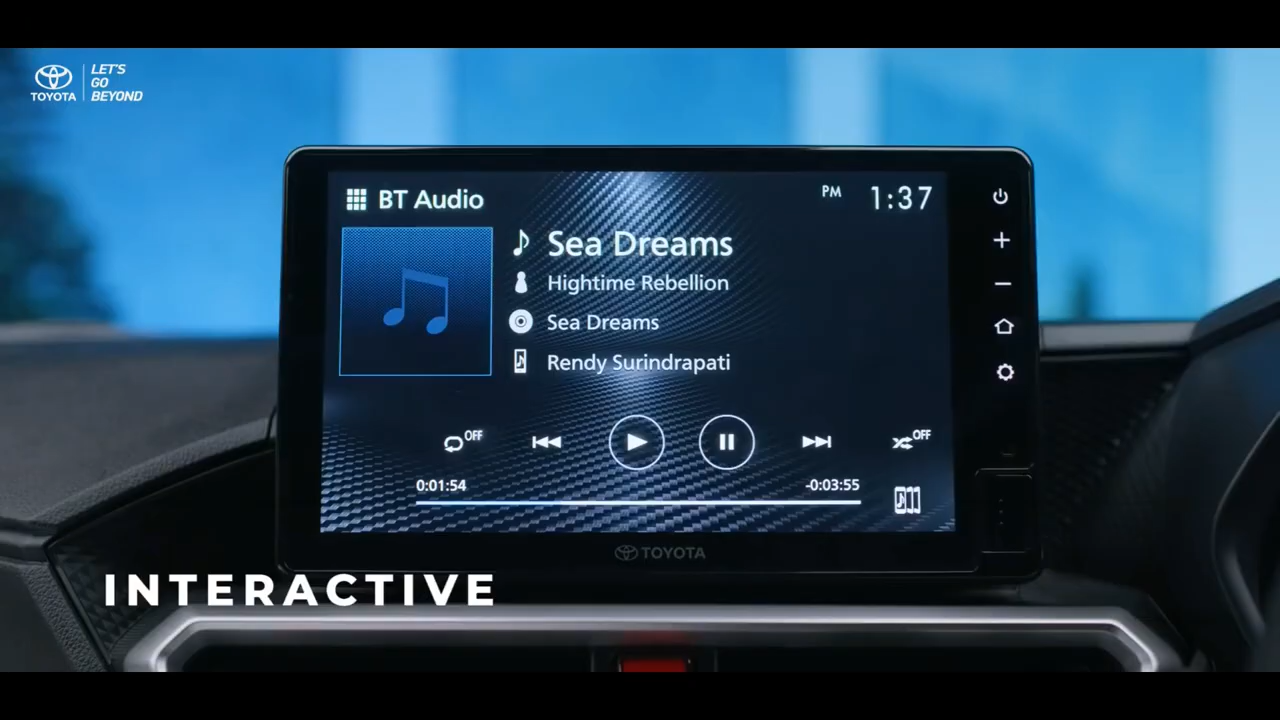 TOYOTA
LET'S
GO
BEYOND
BT Audio
PM 1:37
Sea Dreams
Hightime Rebellion
Sea Dreams
Rendy Surindrapati
OFF
OFF
0:01:54
-0:03:55
TOYOTA
INTERACTIVE